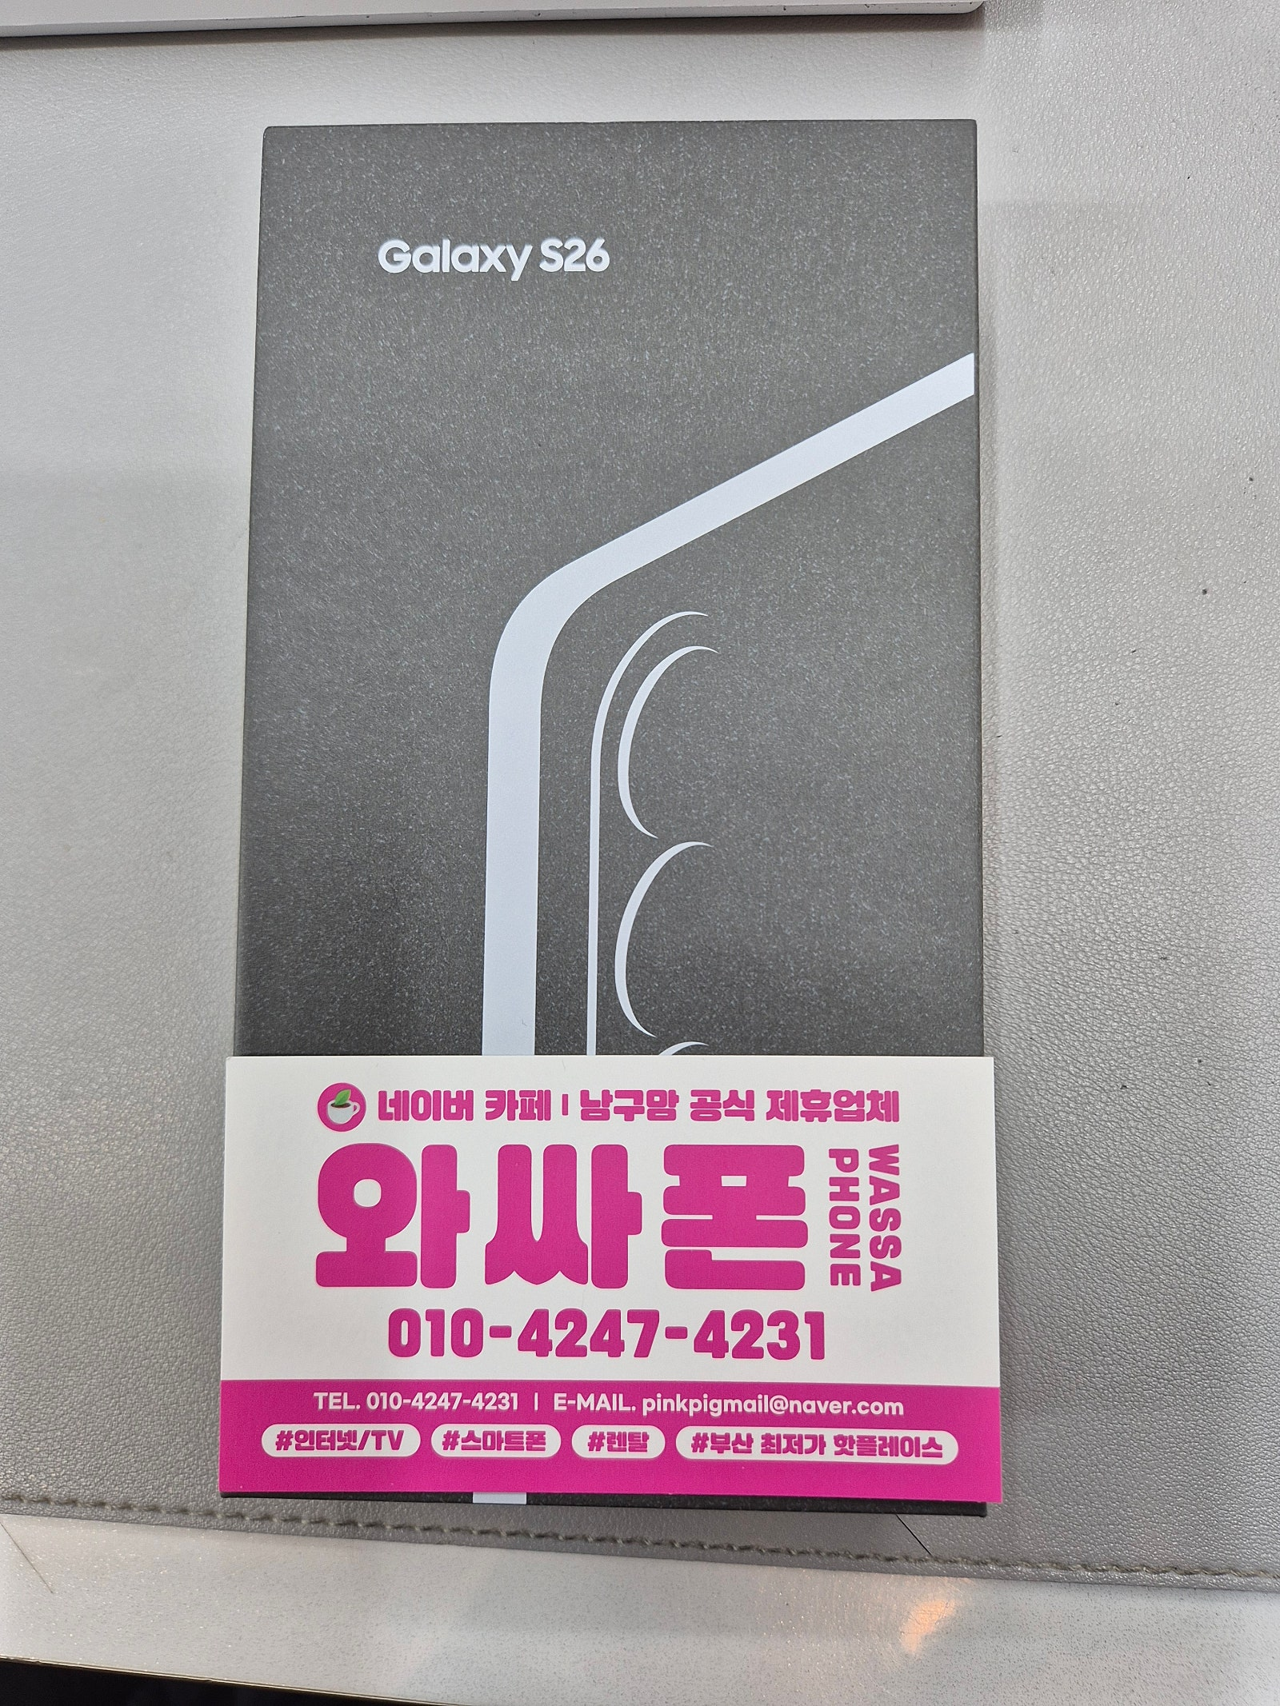 Galaxy S26
네이버 카페 | 남구맘 공식 제휴업체
와싸폰
WASSA
PHONE
010-4247-4231
TEL. 010-4247-4231 | E-MAIL. pinkpigmail@naver.com
#인터넷/TV #스마트폰 #렌탈 #부산 최저가 핫플레이스